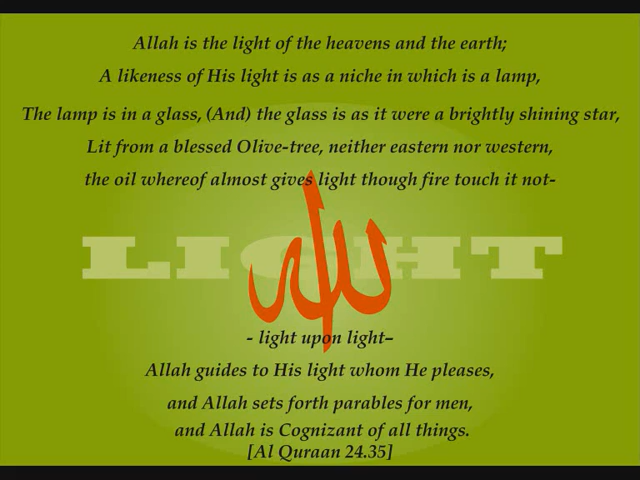 Allah is the light of the heavens and the earth;
A likeness of His light is as a niche in which is a lamp,
The lamp is in a glass, (And) the glass is as it were a brightly shining star,
Lit from a blessed Olive-tree, neither eastern nor western,
the oil whereof almost gives light though fire touch it not-
LIGHT
الله
- light upon light–
Allah guides to His light whom He pleases,
and Allah sets forth parables for men,
and Allah is Cognizant of all things.
[Al Quraan 24.35]